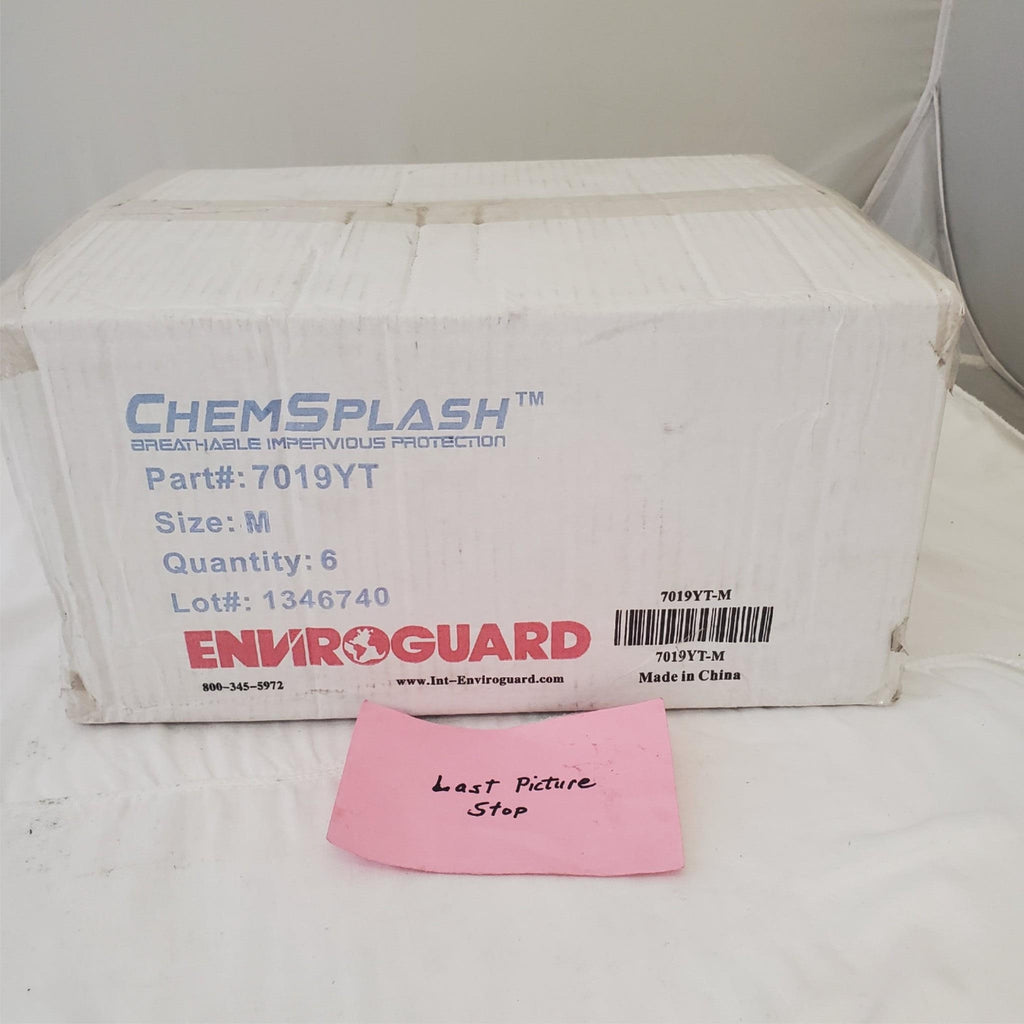 CHEMSPLASH™
BREATHABLE IMPERVIOUS PROTECTION
Part#: 7019YT
Size: M
Quantity: 6
Lot#: 1346740
ENVIROGUARD
800-345-5972
www.Int-Enviroguard.com
7019YT-M
7019YT-M
Made in China
Last Picture
Stop